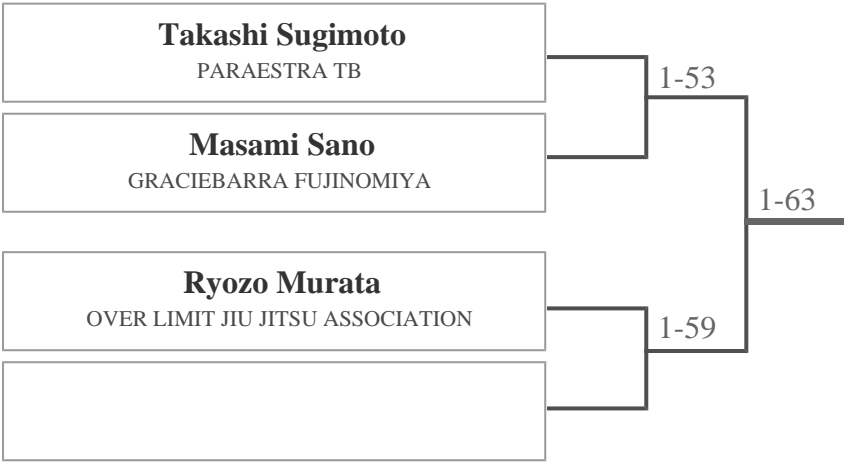 Takashi Sugimoto
PARAESTRA TB
1-53
Masami Sano
GRACIEBARRA FUJINOMIYA
1-63
Ryozo Murata
OVER LIMIT JIU JITSU ASSOCIATION
1-59